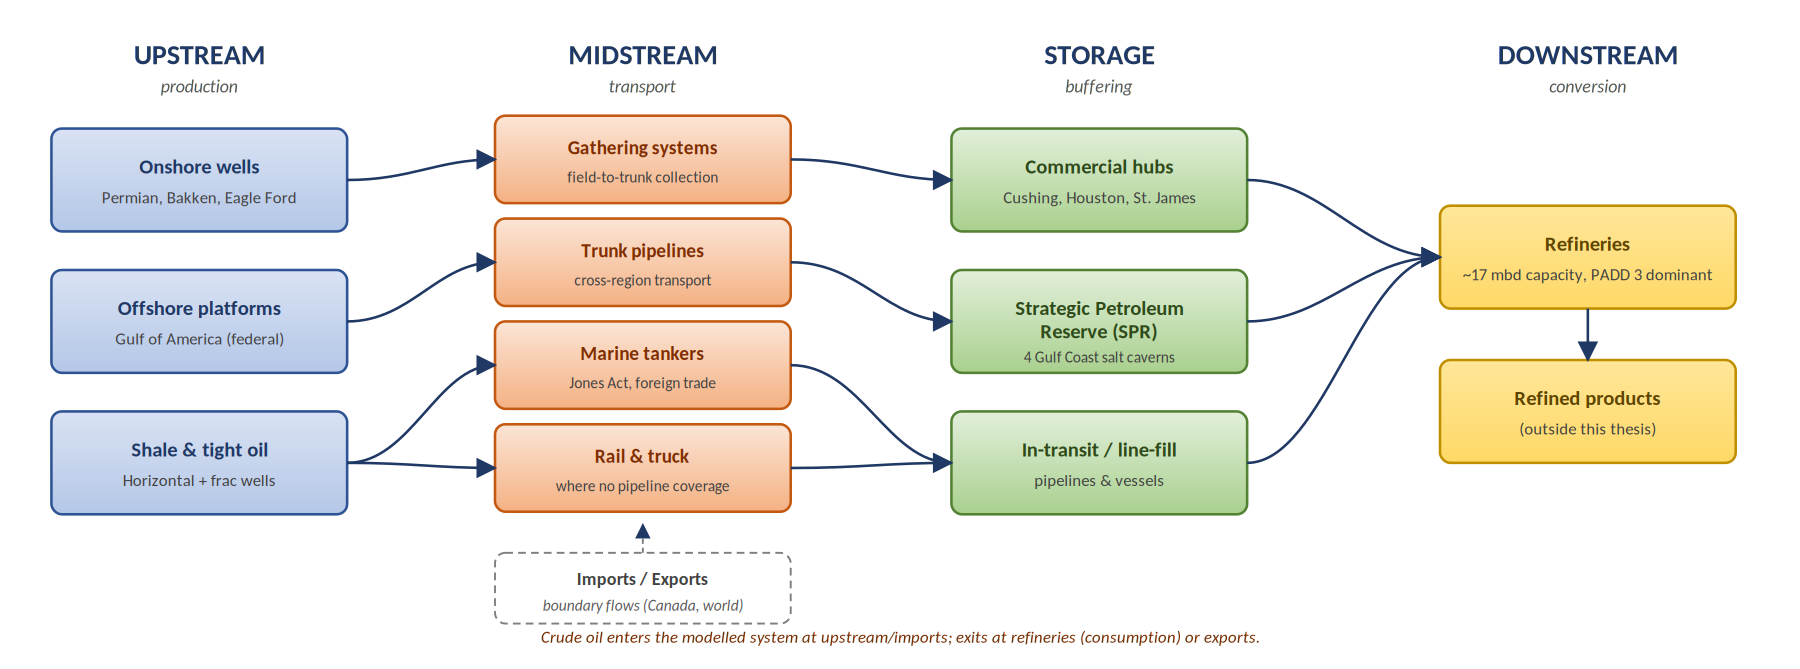 UPSTREAM
production
Onshore wells
Permian, Bakken, Eagle Ford
Offshore platforms
Gulf of America (federal)
Shale & tight oil
Horizontal + frac wells
MIDSTREAM
transport
Gathering systems
field-to-trunk collection
Trunk pipelines
cross-region transport
Marine tankers
Jones Act, foreign trade
Rail & truck
where no pipeline coverage
Imports / Exports
boundary flows (Canada, world)
STORAGE
buffering
Commercial hubs
Cushing, Houston, St. James
Strategic Petroleum
Reserve (SPR)
4 Gulf Coast salt caverns
In-transit / line-fill
pipelines & vessels
DOWNSTREAM
conversion
Refineries
~17 mbd capacity, PADD 3 dominant
Refined products
(outside this thesis)
Crude oil enters the modelled system at upstream/imports; exits at refineries (consumption) or exports.